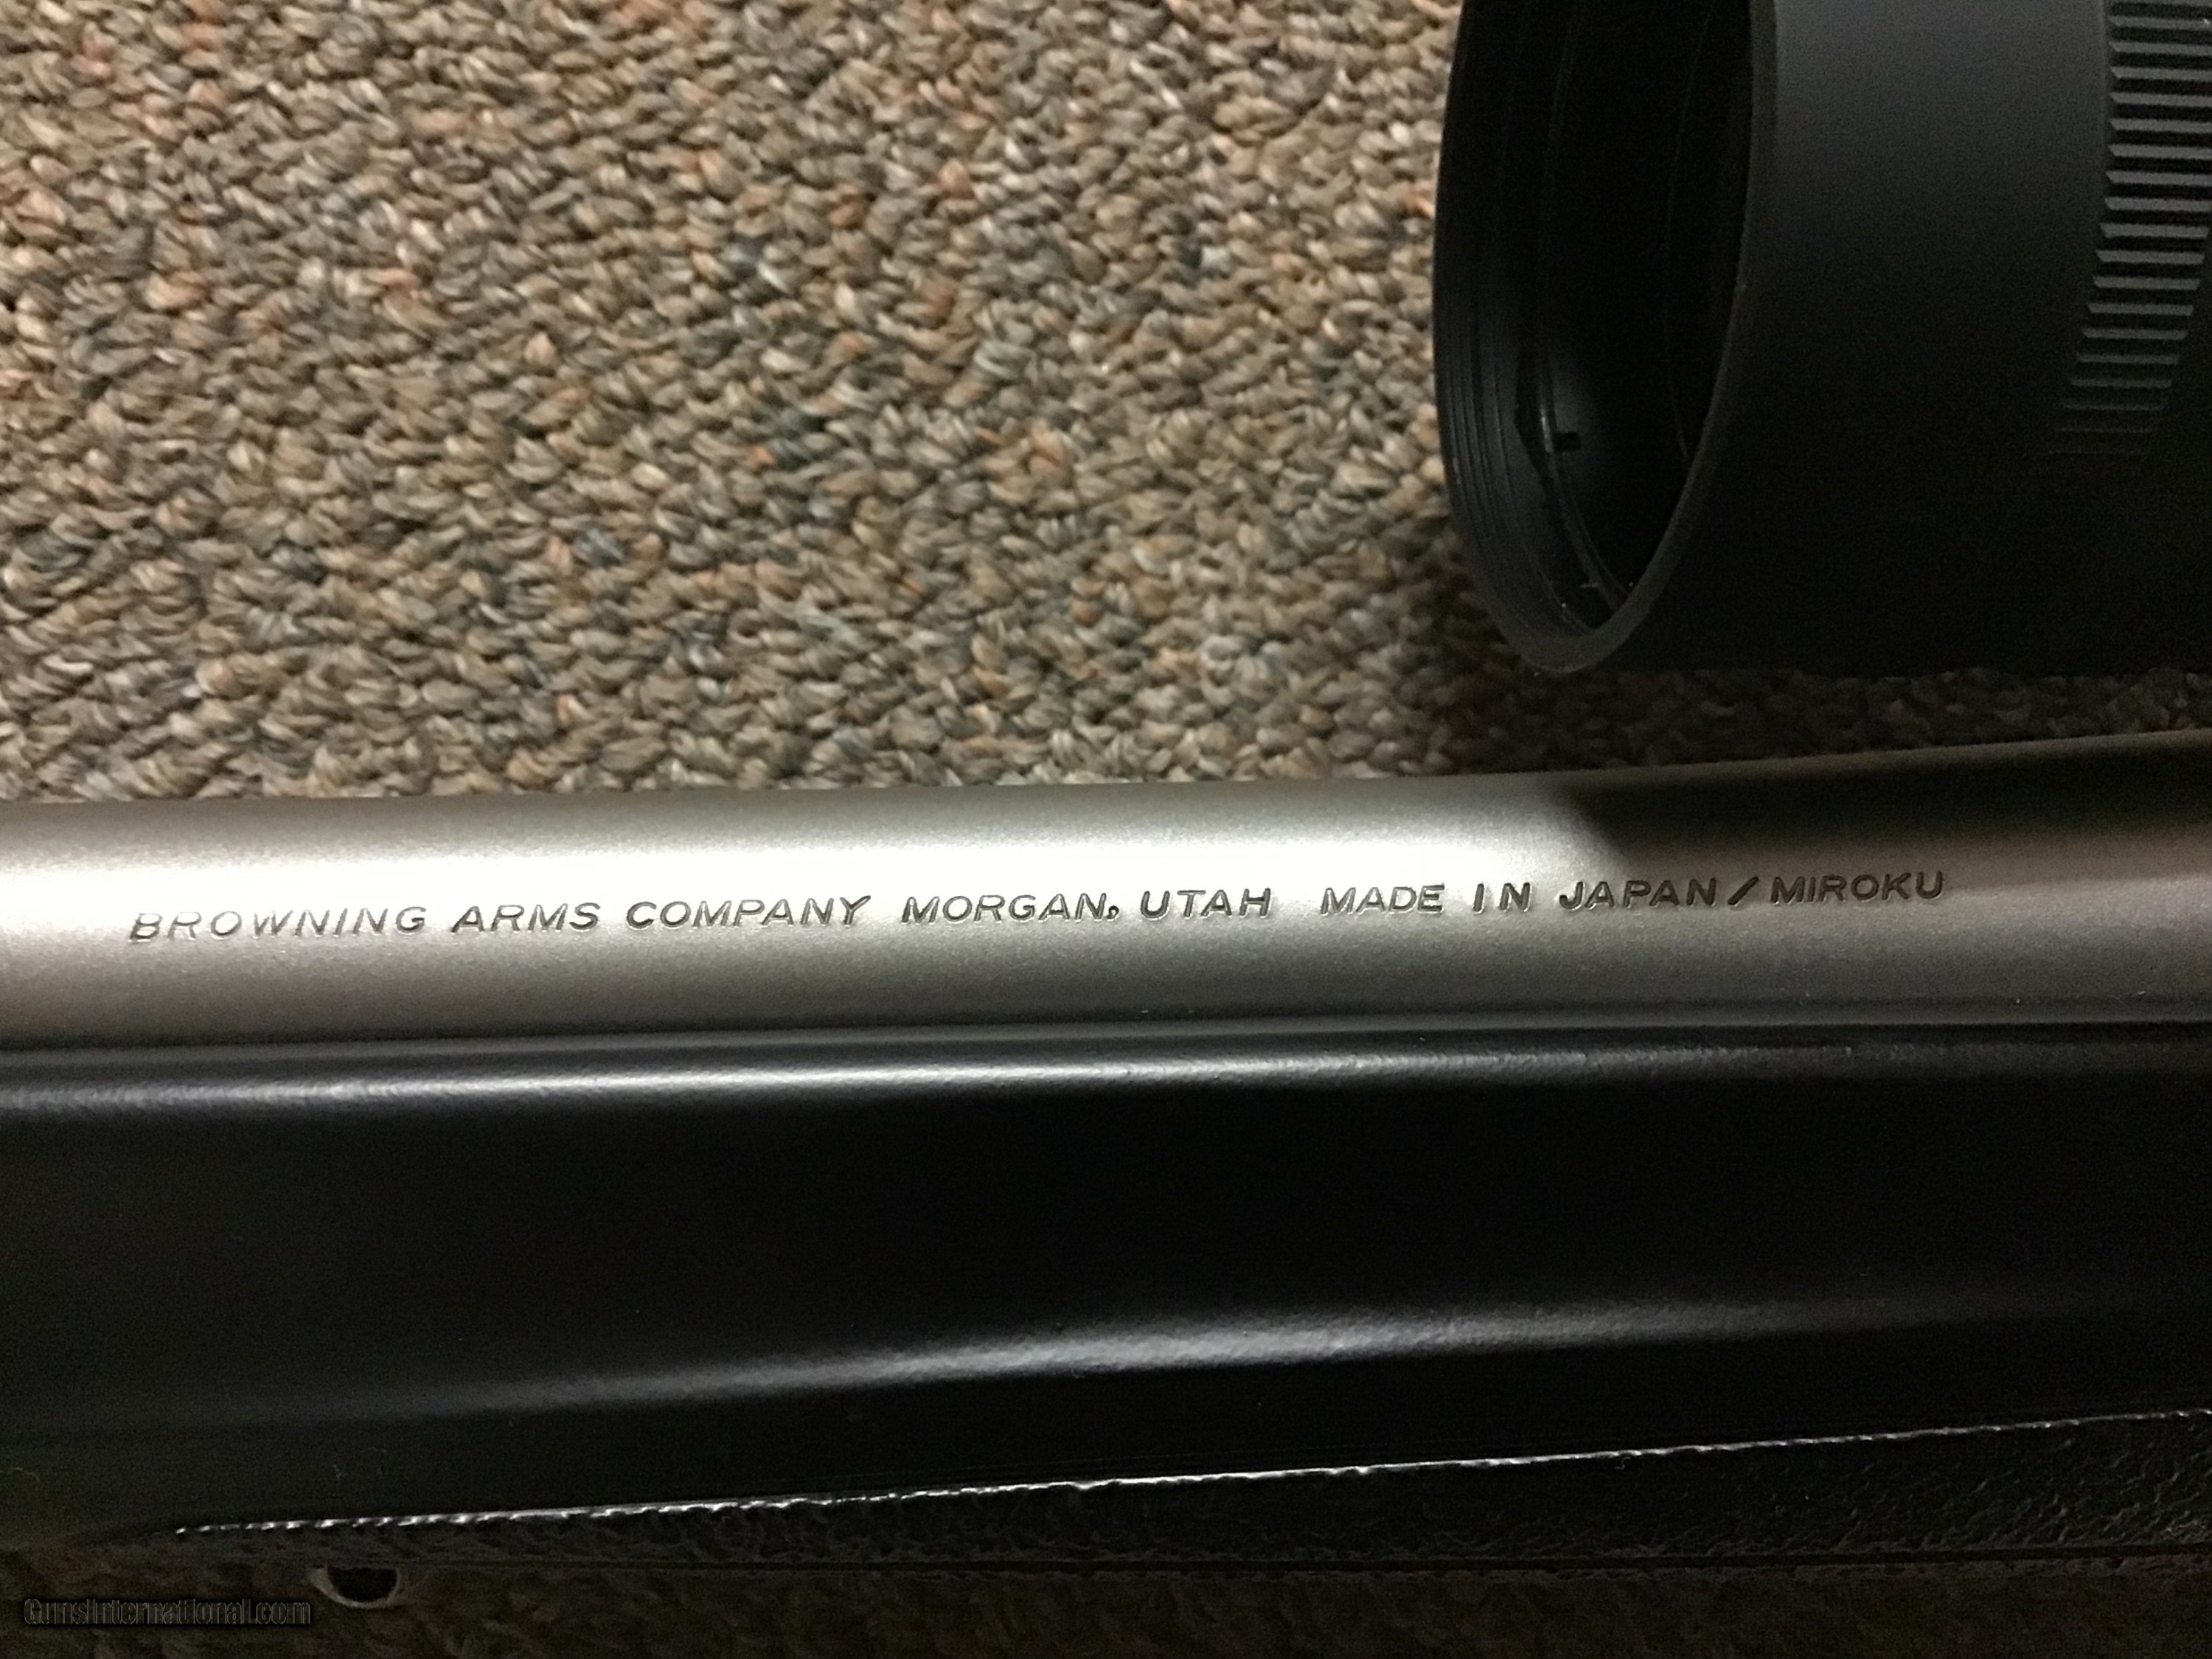 BROWNING ARMS COMPANY MORGAN, UTAH MADE IN JAPAN/MIROKU
GunsInternational.com